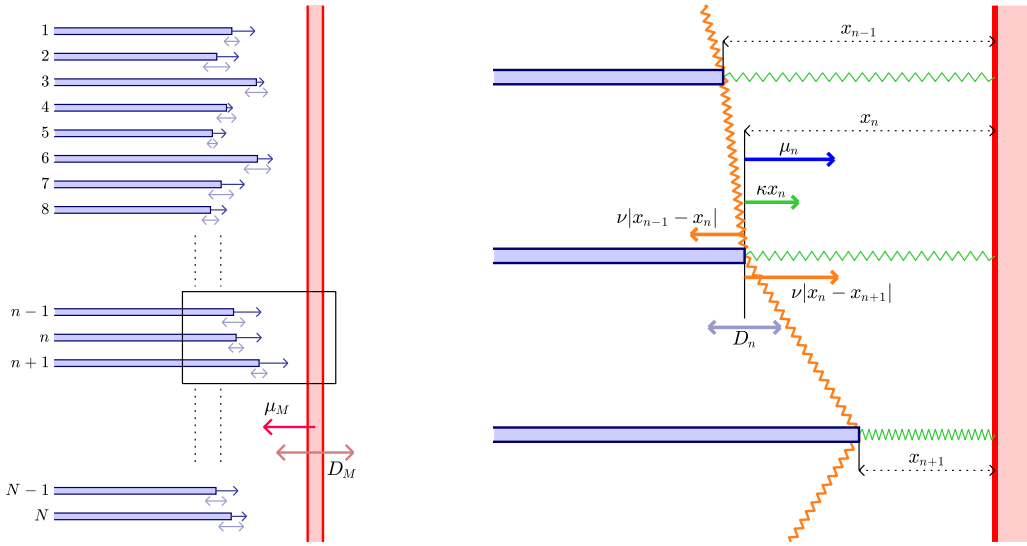 1
2
3
4
5
6
7
8
n − 1
n
n + 1
μ_M
D_M
N − 1
N
x_{n−1}
x_n
μ_n
κx_n
ν|x_{n−1} − x_n|
ν|x_n − x_{n+1}|
D_n
x_{n+1}